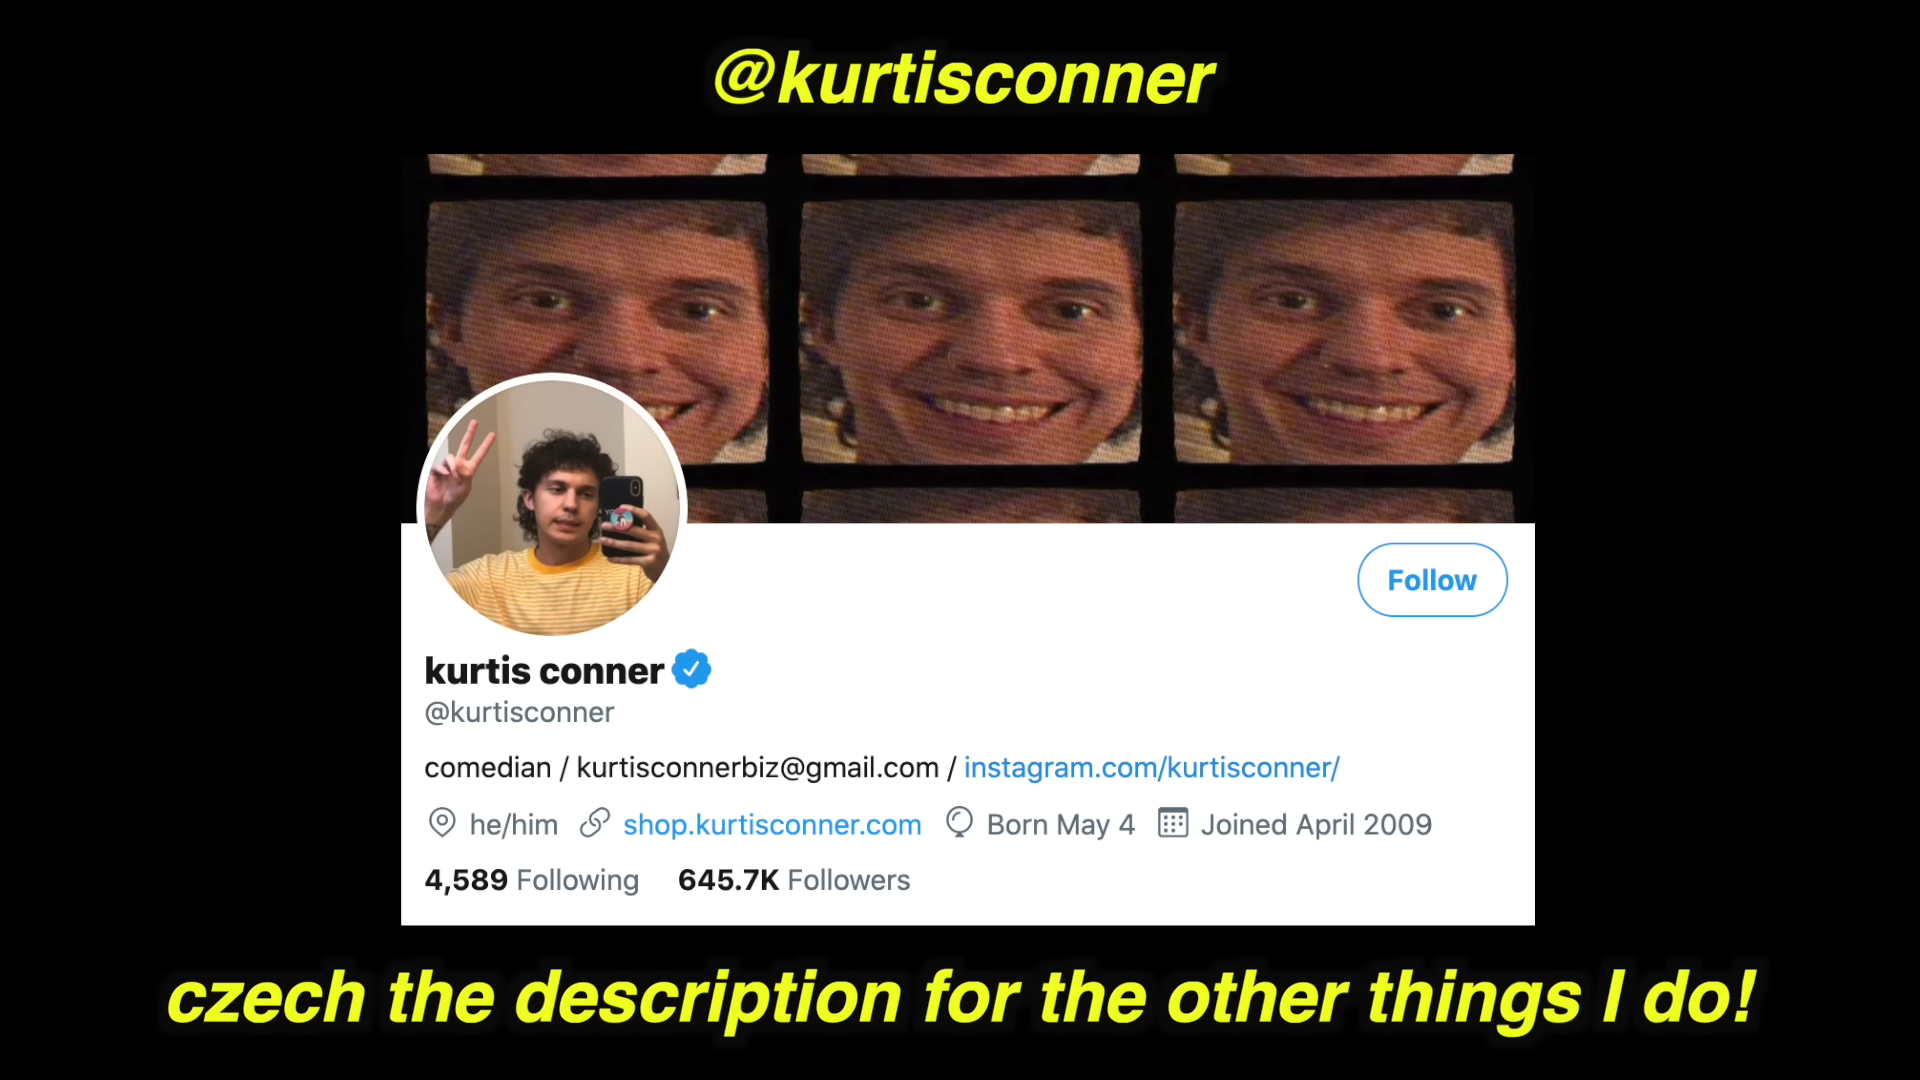 @kurtisconner
Follow
kurtis conner
@kurtisconner
comedian / kurtisconnerbiz@gmail.com / instagram.com/kurtisconner/
he/him shop.kurtisconner.com Born May 4 Joined April 2009
4,589 Following 645.7K Followers
czech the description for the other things I do!